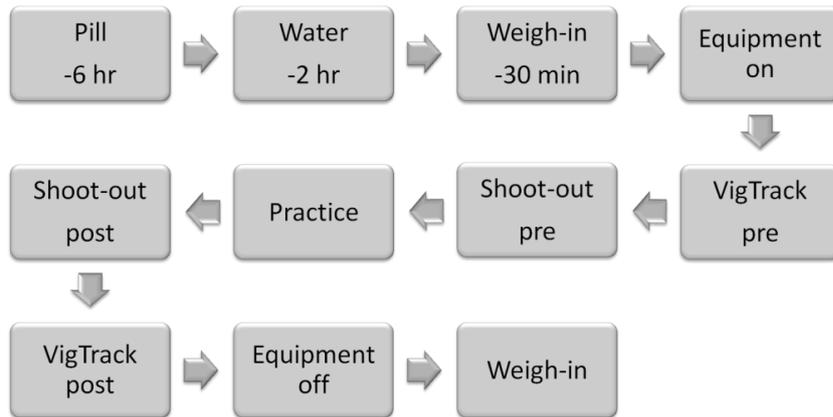 Pill
-6 hr
Water
-2 hr
Weigh-in
-30 min
Equipment
on
VigTrack
pre
Shoot-out
pre
Practice
Shoot-out
post
VigTrack
post
Equipment
off
Weigh-in